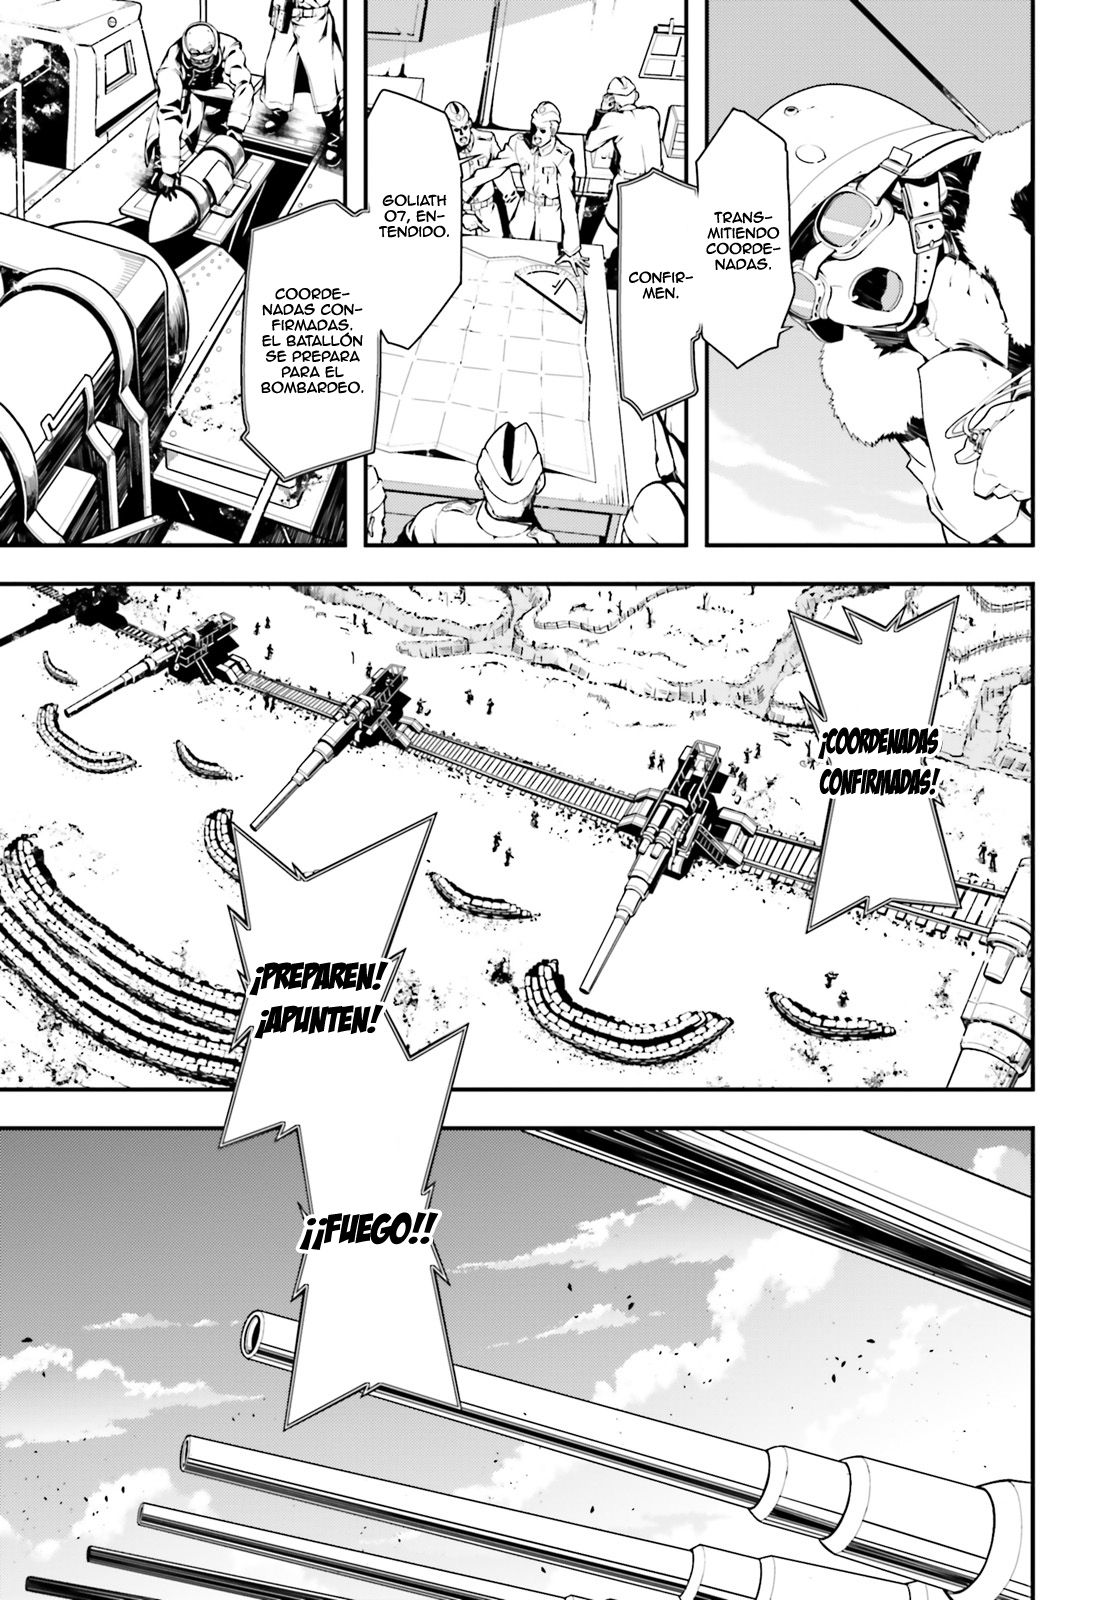 TRANS-
MITIENDO
COORDE-
NADAS.
CONFIR-
MEN.
GOLIATH
07, EN-
TENDIDO.
COORDE-
NADAS CON-
FIRMADAS.
EL BATALLÓN
SE PREPARA
PARA EL
BOMBARDEO.
¡COORDENADAS
CONFIRMADAS!
¡PREPAREN!
¡APUNTEN!
¡¡FUEGO!!